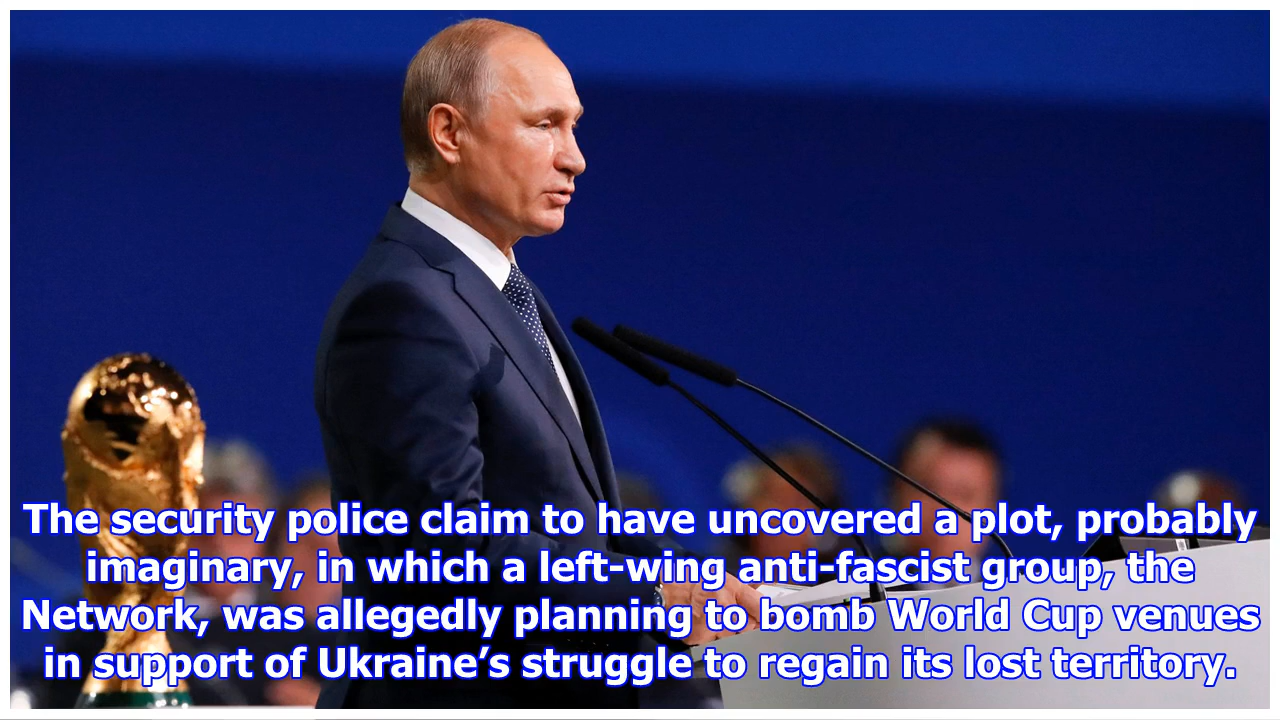 The security police claim to have uncovered a plot, probably
imaginary, in which a left-wing anti-fascist group, the
Network, was allegedly planning to bomb World Cup venues
in support of Ukraine’s struggle to regain its lost territory.